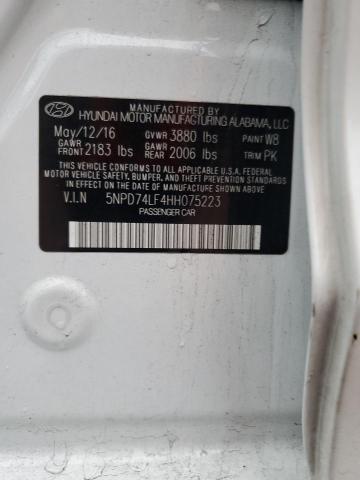 MANUFACTURED BY
HYUNDAI MOTOR MANUFACTURING ALABAMA, LLC
May/12/16 GVWR 3880 lbs PAINT W8
GAWR FRONT 2183 lbs GAWR REAR 2006 lbs TRIM PK
THIS VEHICLE CONFORMS TO ALL APPLICABLE U.S.A. FEDERAL
MOTOR VEHICLE SAFETY, BUMPER, AND THEFT PREVENTION STANDARDS
IN EFFECT ON THE DATE OF MANUFACTURE SHOWN ABOVE.
V.I.N 5NPD74LF4HH075223
PASSENGER CAR